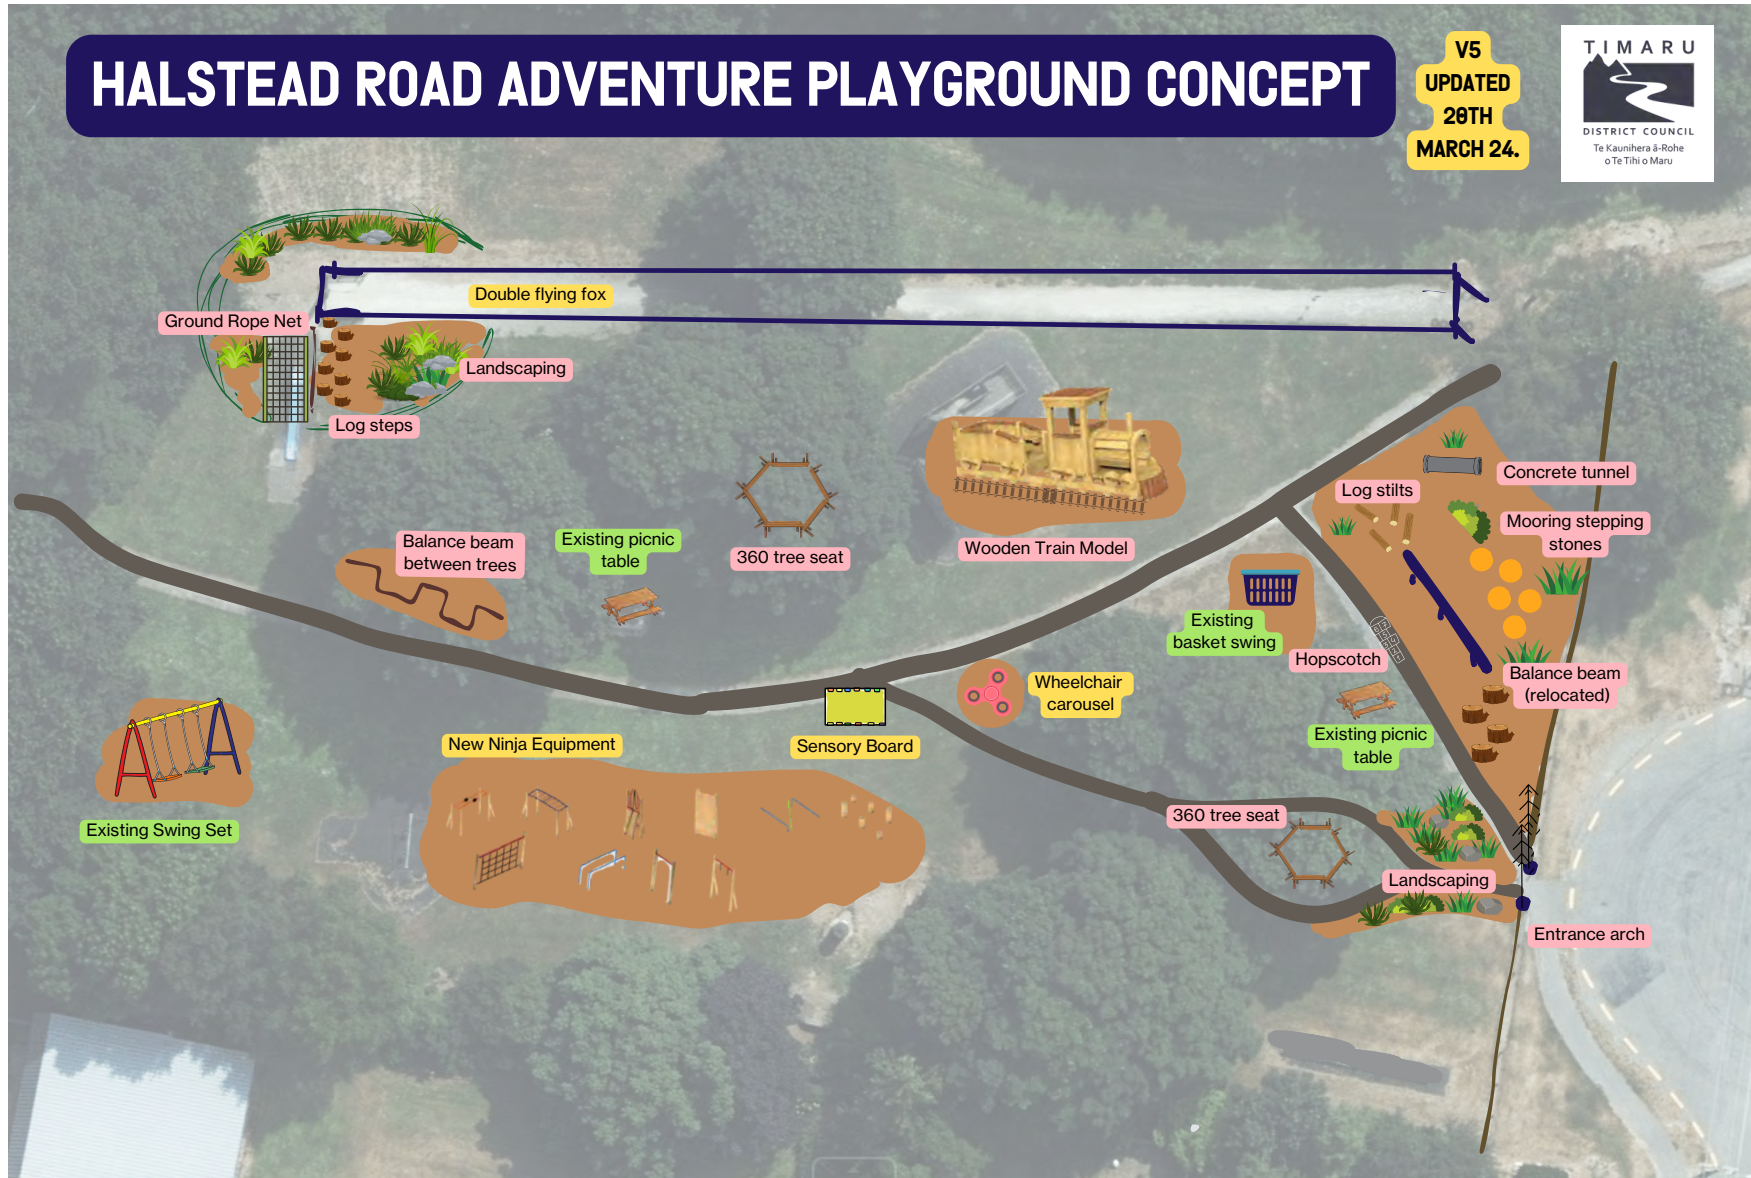 HALSTEAD ROAD ADVENTURE PLAYGROUND CONCEPT
V5
UPDATED
20TH
MARCH 24.
TIMARU
DISTRICT COUNCIL
Te Kaunihera ā-Rohe
o Te Tihi o Maru
Double flying fox
Ground Rope Net
Landscaping
Log steps
Concrete tunnel
Log stilts
Mooring stepping
stones
Balance beam
between trees
Existing picnic
table
360 tree seat
Wooden Train Model
Existing
basket swing
Hopscotch
Balance beam
(relocated)
Wheelchair
carousel
New Ninja Equipment
Sensory Board
Existing picnic
table
Existing Swing Set
360 tree seat
Landscaping
Entrance arch